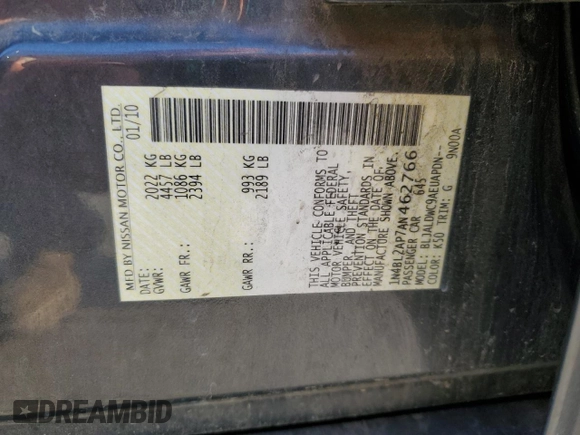 MFD BY NISSAN MOTOR CO., LTD.
DATE: 01/10
GVWR: 2022 KG
4457 LB
GAWR FR.: 1086 KG
2394 LB
GAWR RR.: 993 KG
2189 LB
THIS VEHICLE CONFORMS TO
ALL APPLICABLE FEDERAL
MOTOR VEHICLE SAFETY,
BUMPER, AND THEFT
PREVENTION STANDARDS IN
EFFECT ON THE DATE OF
MANUFACTURE SHOWN ABOVE.
1N4BL2AP7AN462766
PASSENGER CAR 645
MODEL: BLJALDWC9AEUAPDN--
COLOR: K50 TRIM: G 9N00A
DREAMBID